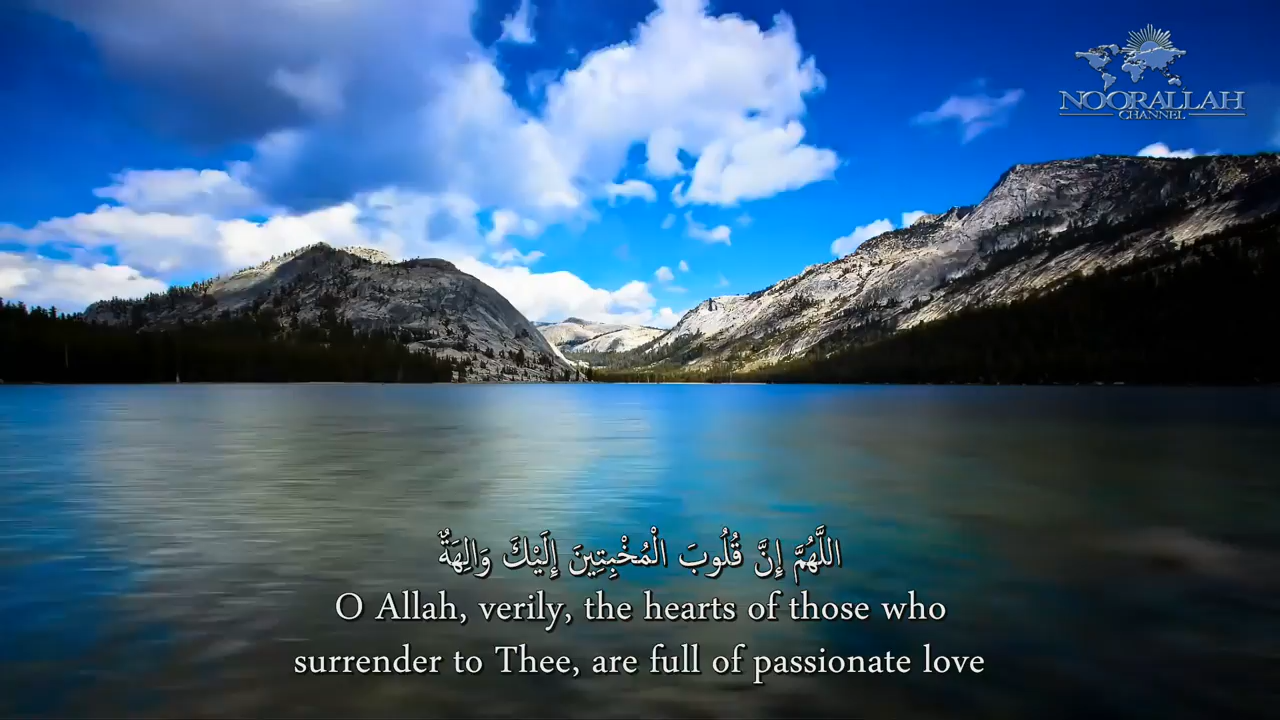 NOORALLAH
CHANNEL
اللَّهُمَّ إِنَّ قُلُوبَ الْمُخْبِتِينَ إِلَيْكَ وَالِهَةٌ
O Allah, verily, the hearts of those who
surrender to Thee, are full of passionate love